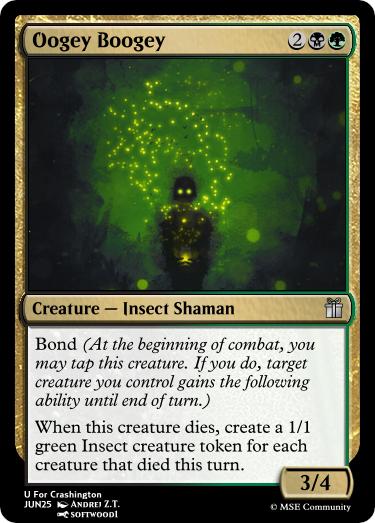 Oogey Boogey 2
Creature — Insect Shaman
Bond (At the beginning of combat, you
may tap this creature. If you do, target
creature you control gains the following
ability until end of turn.)
When this creature dies, create a 1/1
green Insect creature token for each
creature that died this turn.
3/4
U For Crashington
JUN25 Andrei Z.T.
softwoodi
© MSE Community